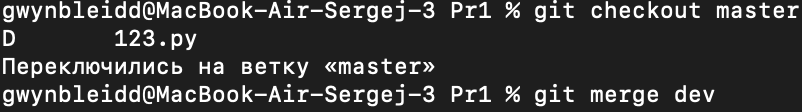 gwynbleidd@MacBook-Air-Sergej-3 Pr1 % git checkout master
D       123.py
Переключились на ветку «master»
gwynbleidd@MacBook-Air-Sergej-3 Pr1 % git merge dev